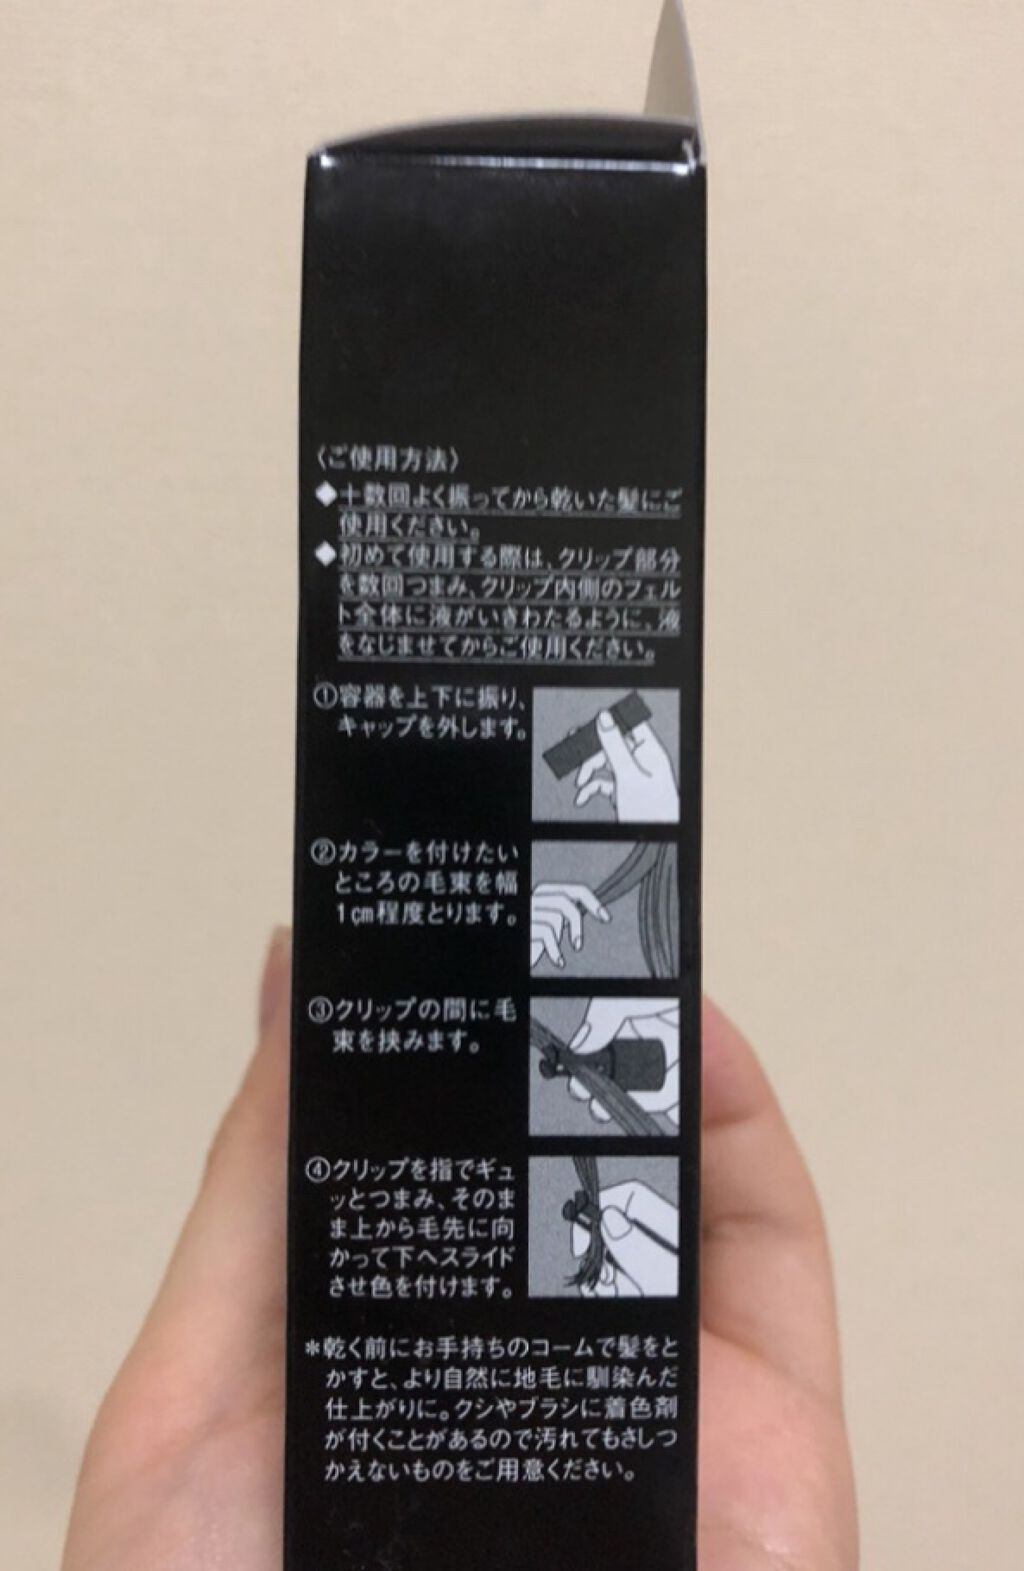 〈ご使用方法〉
◆十数回よく振ってから乾いた髪にご
使用ください。
◆初めて使用する際は、クリップ部分
を数回つまみ、クリップ内側のフェル
ト全体に液がいきわたるように、液
をなじませてからご使用ください。
①容器を上下に振り、
キャップを外します。
②カラーを付けたい
ところの毛束を幅
1cm程度とります。
③クリップの間に毛
束を挟みます。
④クリップを指でギュ
ッとつまみ、そのま
ま上から毛先に向
かって下へスライド
させ色を付けます。
*乾く前にお手持ちのコームで髪をと
かすと、より自然に地毛に馴染んだ
仕上がりに。クシやブラシに着色剤
が付くことがあるので汚れてもさしつ
かえないものをご用意ください。